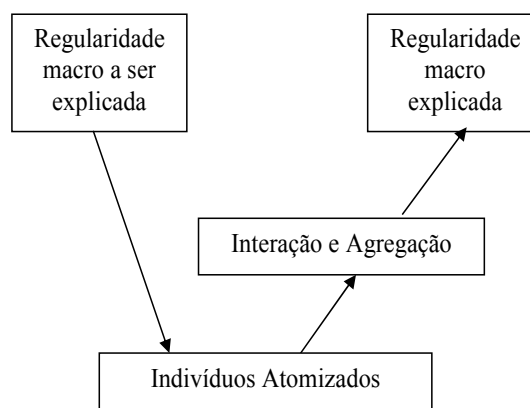 Regularidade
macro a ser
explicada
Regularidade
macro
explicada
Interação e Agregação
Indivíduos Atomizados